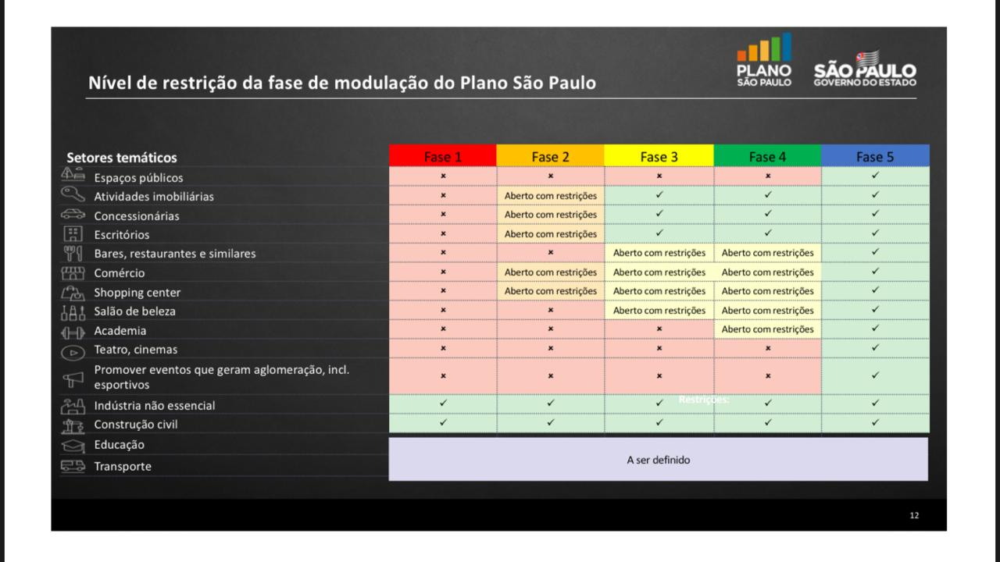 PLANO
SÃO PAULO
SÃO PAULO
GOVERNO DO ESTADO
Nível de restrição da fase de modulação do Plano São Paulo
Setores temáticos Fase 1 Fase 2 Fase 3 Fase 4 Fase 5
Espaços públicos × × × × ✓
Atividades imobiliárias × Aberto com restrições ✓ ✓ ✓
Concessionárias × Aberto com restrições ✓ ✓ ✓
Escritórios × Aberto com restrições ✓ ✓ ✓
Bares, restaurantes e similares × × Aberto com restrições Aberto com restrições ✓
Comércio × Aberto com restrições Aberto com restrições Aberto com restrições ✓
Shopping center × Aberto com restrições Aberto com restrições Aberto com restrições ✓
Salão de beleza × × Aberto com restrições Aberto com restrições ✓
Academia × × × Aberto com restrições ✓
Teatro, cinemas × × × × ✓
Promover eventos que geram aglomeração, incl.
esportivos × × × × ✓
Restrições:
Indústria não essencial ✓ ✓ ✓ ✓ ✓
Construção civil ✓ ✓ ✓ ✓ ✓
Educação
A ser definido
Transporte
12